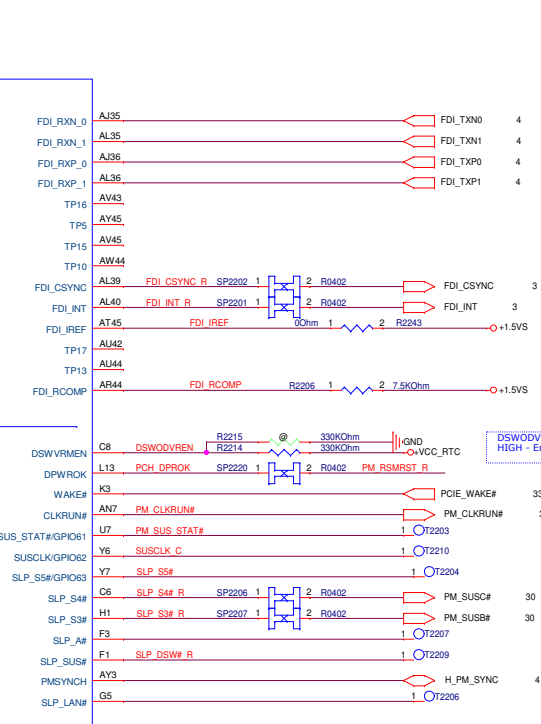 FDI_RXN_0 AJ35 FDI_TXN0 4
FDI_RXN_1 AL35 FDI_TXN1 4
FDI_RXP_0 AJ36 FDI_TXP0 4
FDI_RXP_1 AL36 FDI_TXP1 4
TP16 AV43
TP5 AY45
TP15 AV45
TP10 AW44
FDI_CSYNC AL39 FDI_CSYNC_R SP2202 1 2 R0402 FDI_CSYNC 3
FDI_INT AL40 FDI_INT_R SP2201 1 2 R0402 FDI_INT 3
FDI_IREF AT45 FDI_IREF 0Ohm 1 2 R2243 +1.5VS
TP17 AU42
TP13 AU44
FDI_RCOMP AR44 FDI_RCOMP R2206 1 2 7.5KOhm +1.5VS
R2215 @ 330KOhm GND
DSWVRMEN C8 DSWODVREN R2214 330KOhm +VCC_RTC
DSWODV
HIGH - En
DPWROK L13 PCH_DPROK SP2220 1 2 R0402 PM_RSMRST_R
WAKE# K3 PCIE_WAKE# 33
CLKRUN# AN7 PM_CLKRUN# PM_CLKRUN#
SUS_STAT#/GPIO61 U7 PM_SUS_STAT# 1 T2203
SUSCLK/GPIO62 Y6 SUSCLK_C 1 T2210
SLP_S5#/GPIO63 Y7 SLP_S5# 1 T2204
SLP_S4# C6 SLP_S4#_R SP2206 1 2 R0402 PM_SUSC# 30
SLP_S3# H1 SLP_S3#_R SP2207 1 2 R0402 PM_SUSB# 30
SLP_A# F3 1 T2207
SLP_SUS# F1 SLP_DSW#_R 1 T2209
PMSYNCH AY3 H_PM_SYNC 4
SLP_LAN# G5 1 T2206